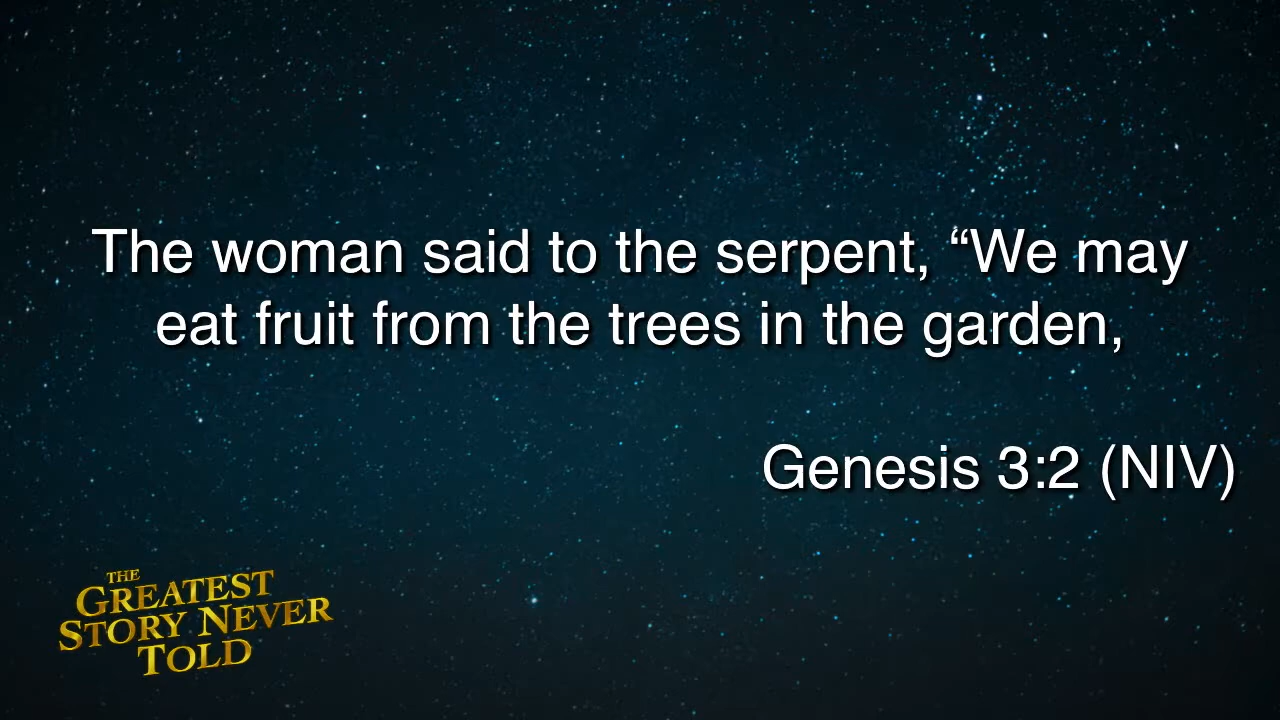 The woman said to the serpent, “We may
eat fruit from the trees in the garden,
Genesis 3:2 (NIV)
THE
GREATEST
STORY NEVER
TOLD